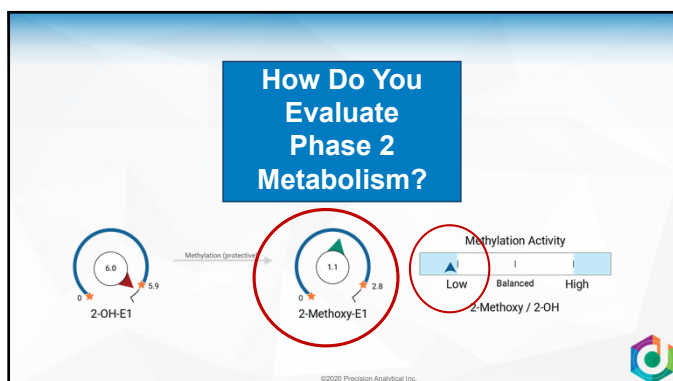 How Do You
Evaluate
Phase 2
Metabolism?
6.0
0
5.9
2-OH-E1
Methylation (protective)
1.1
0
2.8
2-Methoxy-E1
Methylation Activity
Low
Balanced
High
2-Methoxy / 2-OH
©2020 Precision Analytical Inc.